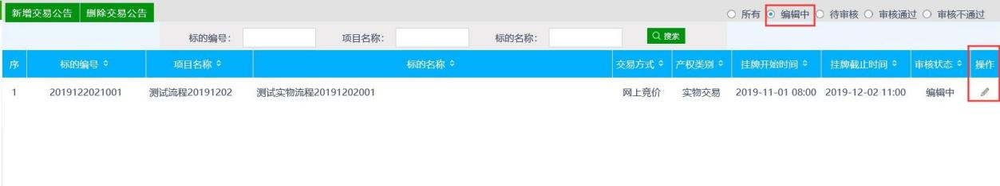 新增交易公告 删除交易公告 所有 编辑中 待审核 审核通过 审核不通过
标的编号: 项目名称: 标的名称: 搜索
序 标的编号 项目名称 标的名称 交易方式 产权类别 挂牌开始时间 挂牌截止时间 审核状态 操作
1 2019122021001 测试流程20191202 测试实物流程20191202001 网上竞价 实物交易 2019-11-01 08:00 2019-12-02 11:00 编辑中